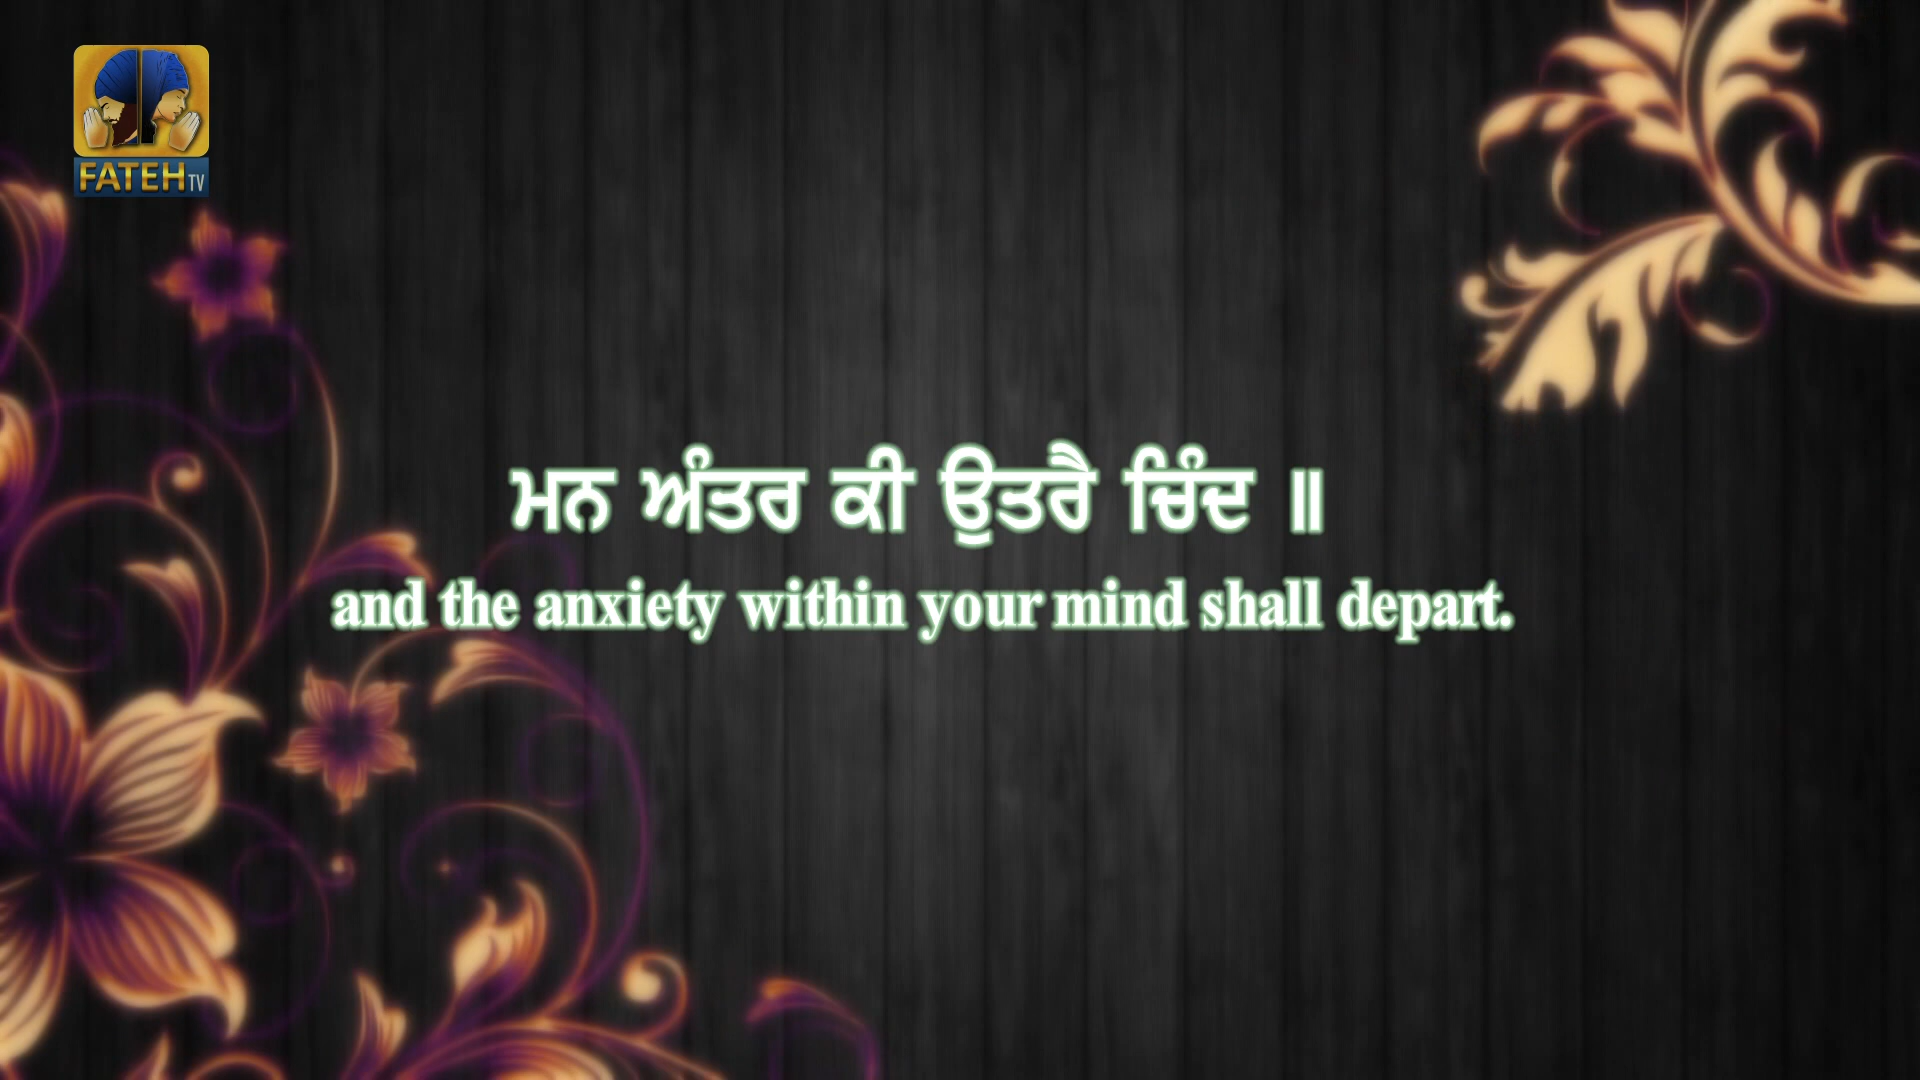 FATEH TV
ਮਨ ਅੰਤਰ ਕੀ ਉਤਰੈ ਚਿੰਦ ॥
and the anxiety within your mind shall depart.